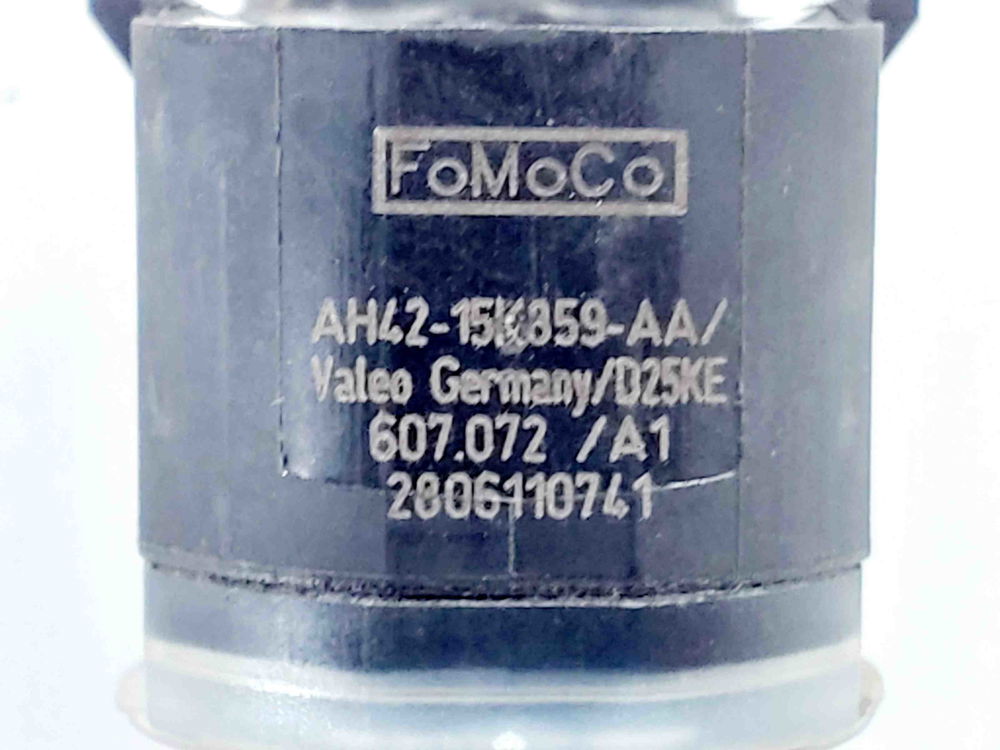 FoMoCo
AH42-15K859-AA/
Valeo Germany/D25KE
607.072 /A1
2806110741